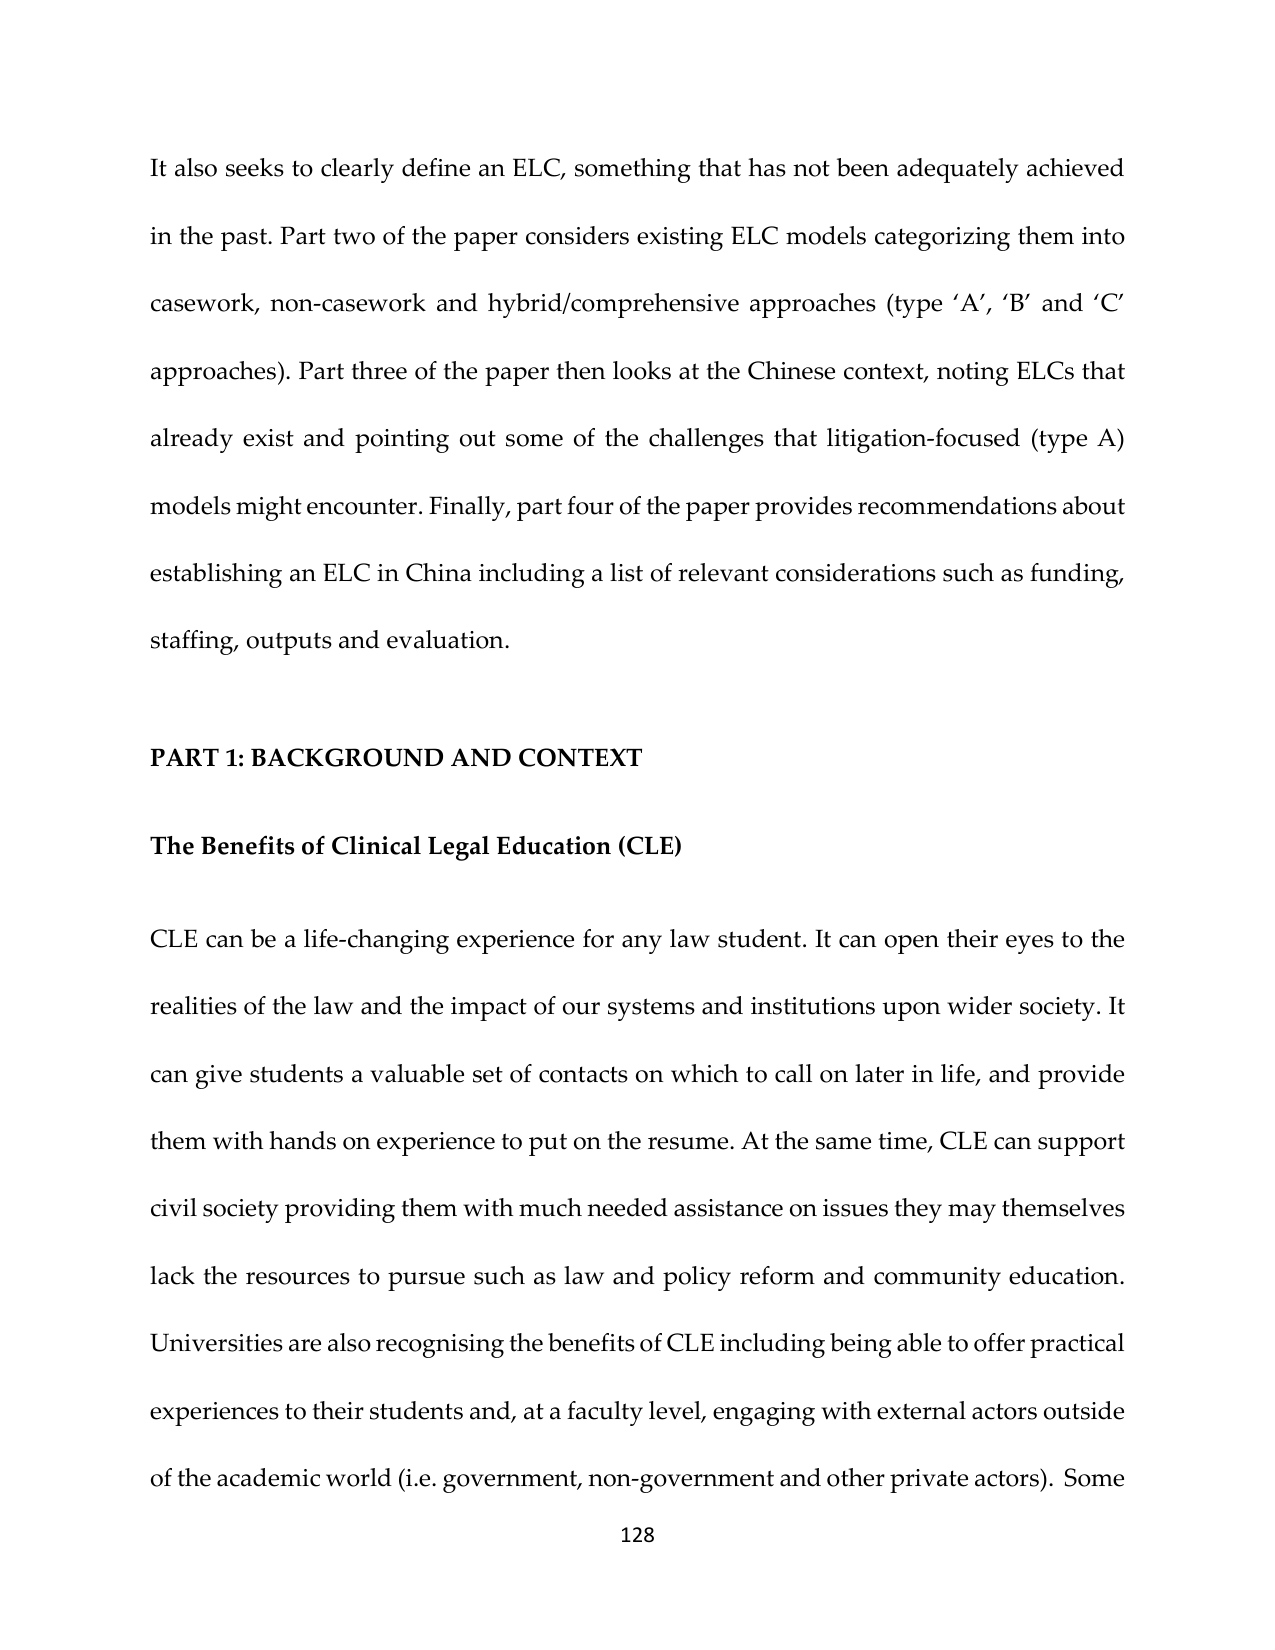 It also seeks to clearly define an ELC, something that has not been adequately achieved
in the past. Part two of the paper considers existing ELC models categorizing them into
casework, non-casework and hybrid/comprehensive approaches (type ‘A’, ‘B’ and ‘C’
approaches). Part three of the paper then looks at the Chinese context, noting ELCs that
already exist and pointing out some of the challenges that litigation-focused (type A)
models might encounter. Finally, part four of the paper provides recommendations about
establishing an ELC in China including a list of relevant considerations such as funding,
staffing, outputs and evaluation.
PART 1: BACKGROUND AND CONTEXT
The Benefits of Clinical Legal Education (CLE)
CLE can be a life-changing experience for any law student. It can open their eyes to the
realities of the law and the impact of our systems and institutions upon wider society. It
can give students a valuable set of contacts on which to call on later in life, and provide
them with hands on experience to put on the resume. At the same time, CLE can support
civil society providing them with much needed assistance on issues they may themselves
lack the resources to pursue such as law and policy reform and community education.
Universities are also recognising the benefits of CLE including being able to offer practical
experiences to their students and, at a faculty level, engaging with external actors outside
of the academic world (i.e. government, non-government and other private actors).  Some
128